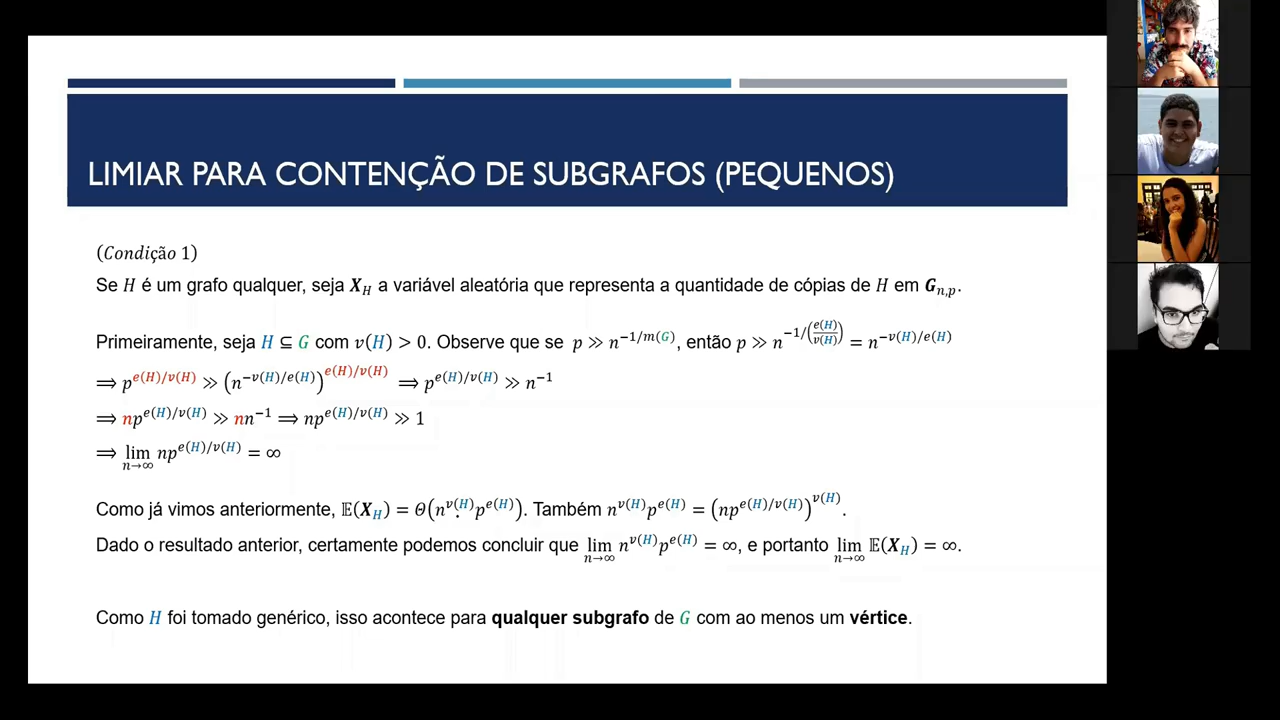 LIMIAR PARA CONTENÇÃO DE SUBGRAFOS (PEQUENOS)
(Condição 1)
Se H é um grafo qualquer, seja X_H a variável aleatória que representa a quantidade de cópias de H em G_{n,p}.
Primeiramente, seja H ⊆ G com v(H) > 0. Observe que se p ≫ n^{−1/m(G)}, então p ≫ n^{−1/(e(H)/v(H))} = n^{−v(H)/e(H)}
⟹ p^{e(H)/v(H)} ≫ (n^{−v(H)/e(H)})^{e(H)/v(H)} ⟹ p^{e(H)/v(H)} ≫ n^{−1}
⟹ np^{e(H)/v(H)} ≫ nn^{−1} ⟹ np^{e(H)/v(H)} ≫ 1
⟹ lim_{n→∞} np^{e(H)/v(H)} = ∞
Como já vimos anteriormente, 𝔼(X_H) = Θ(n^{v(H)}p^{e(H)}). Também n^{v(H)}p^{e(H)} = (np^{e(H)/v(H)})^{v(H)}.
Dado o resultado anterior, certamente podemos concluir que lim_{n→∞} n^{v(H)}p^{e(H)} = ∞, e portanto lim_{n→∞} 𝔼(X_H) = ∞.
Como H foi tomado genérico, isso acontece para qualquer subgrafo de G com ao menos um vértice.